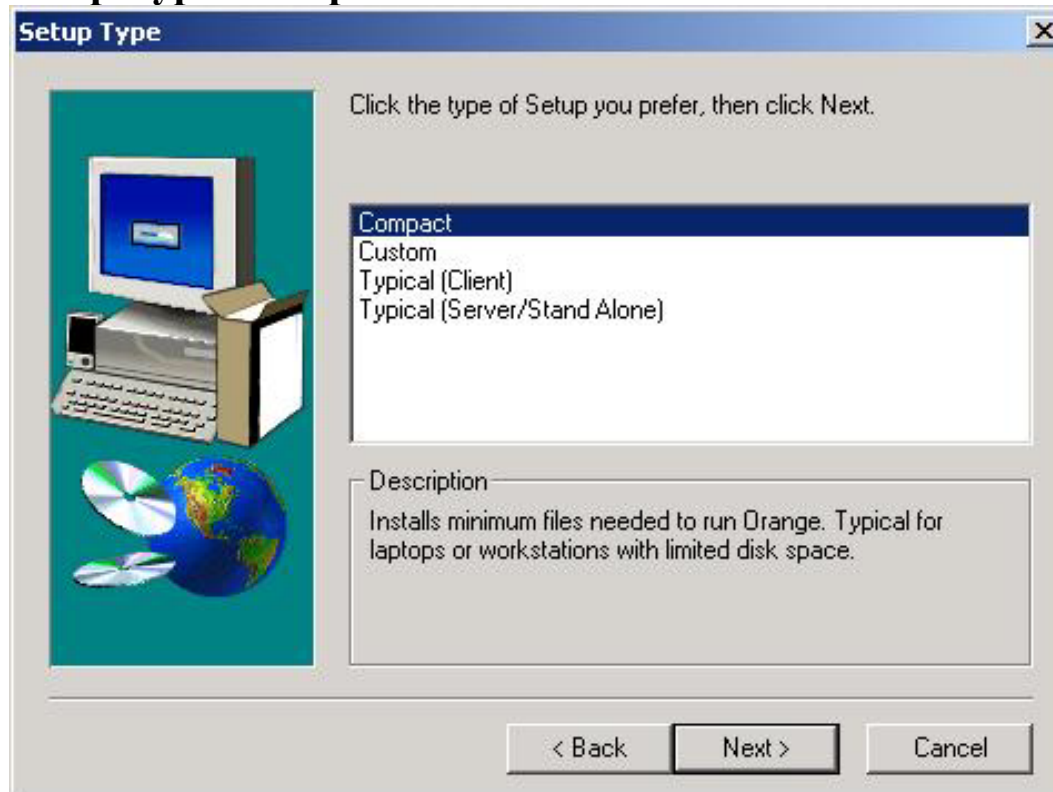 Setup Type
Click the type of Setup you prefer, then click Next.
Compact
Custom
Typical (Client)
Typical (Server/Stand Alone)
Description
Installs minimum files needed to run Orange. Typical for
laptops or workstations with limited disk space.
< Back Next > Cancel